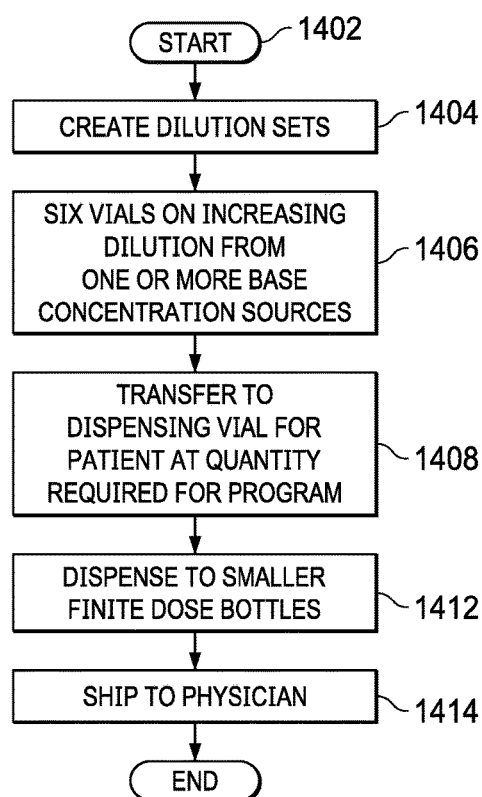 START
1402
CREATE DILUTION SETS
1404
SIX VIALS ON INCREASING
DILUTION FROM
ONE OR MORE BASE
CONCENTRATION SOURCES
1406
TRANSFER TO
DISPENSING VIAL FOR
PATIENT AT QUANTITY
REQUIRED FOR PROGRAM
1408
DISPENSE TO SMALLER
FINITE DOSE BOTTLES
1412
SHIP TO PHYSICIAN
1414
END